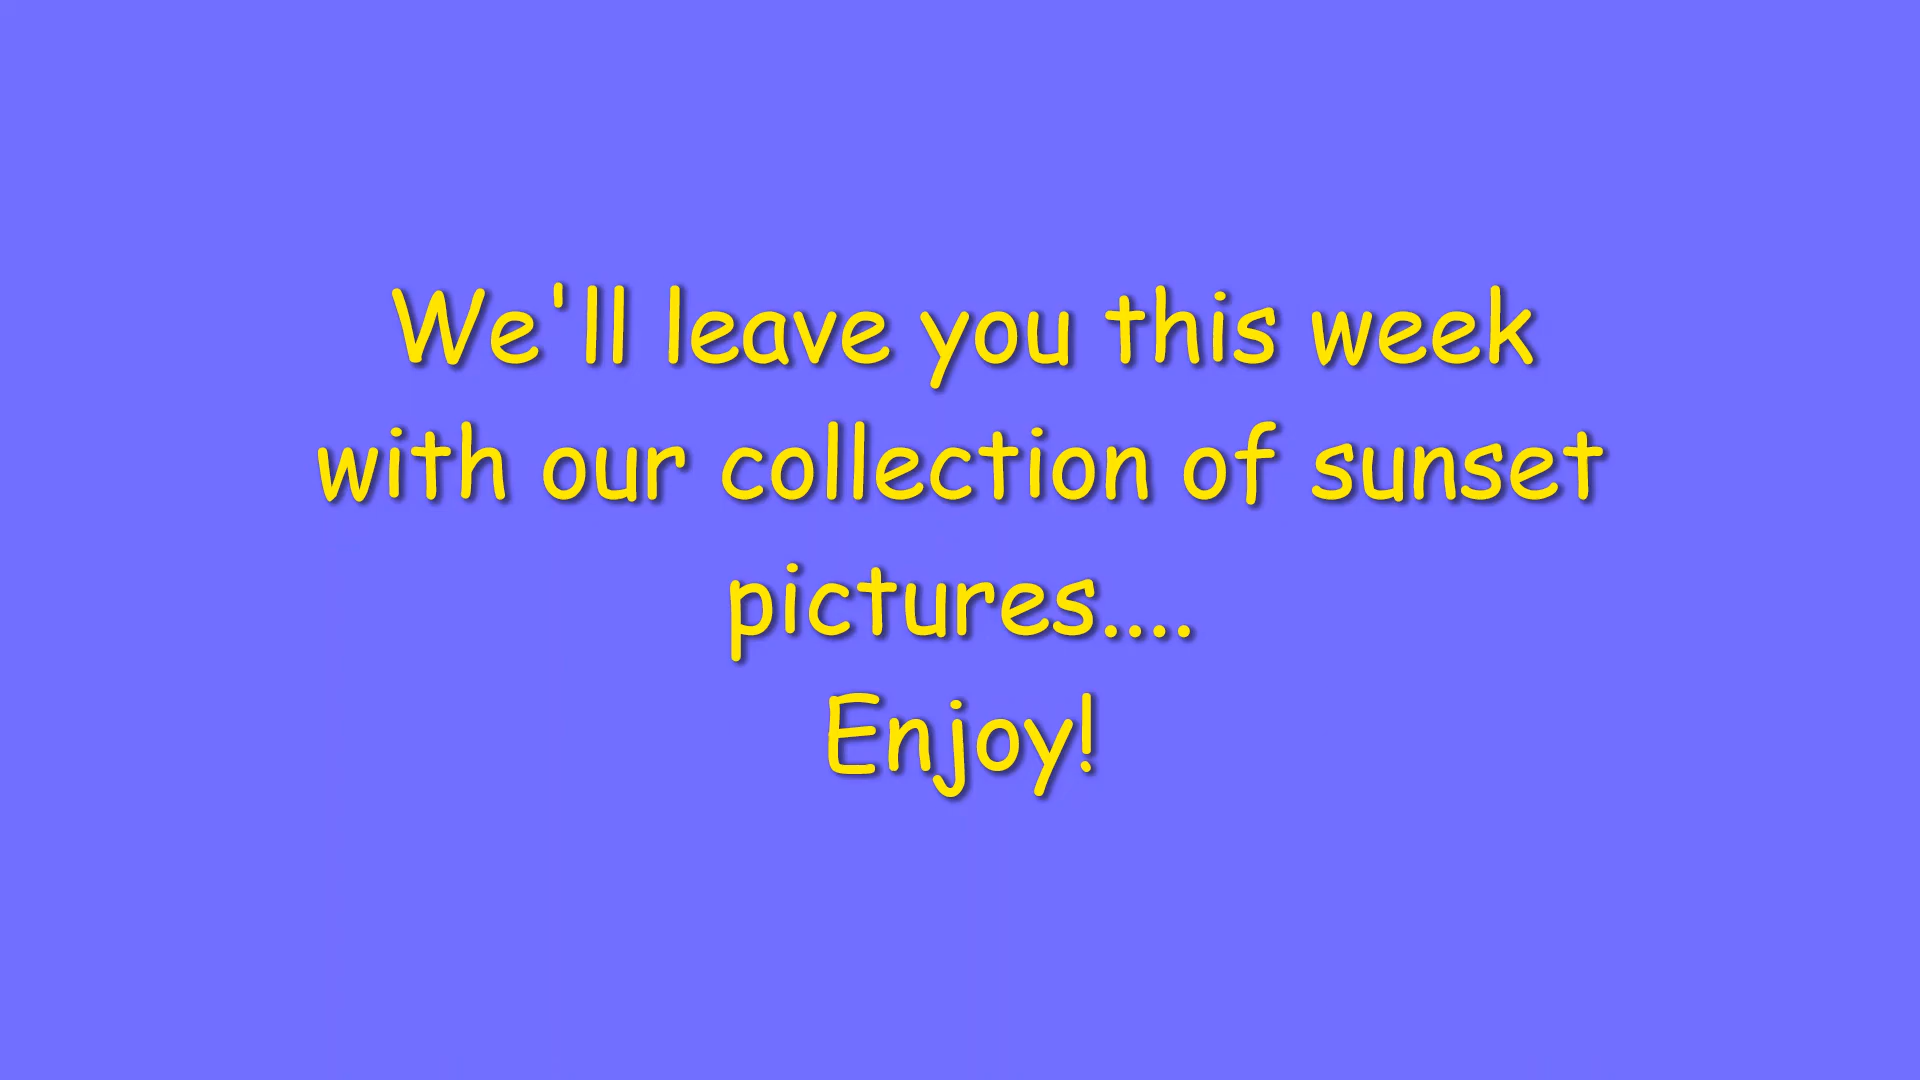 We'll leave you this week
with our collection of sunset
pictures....
Enjoy!